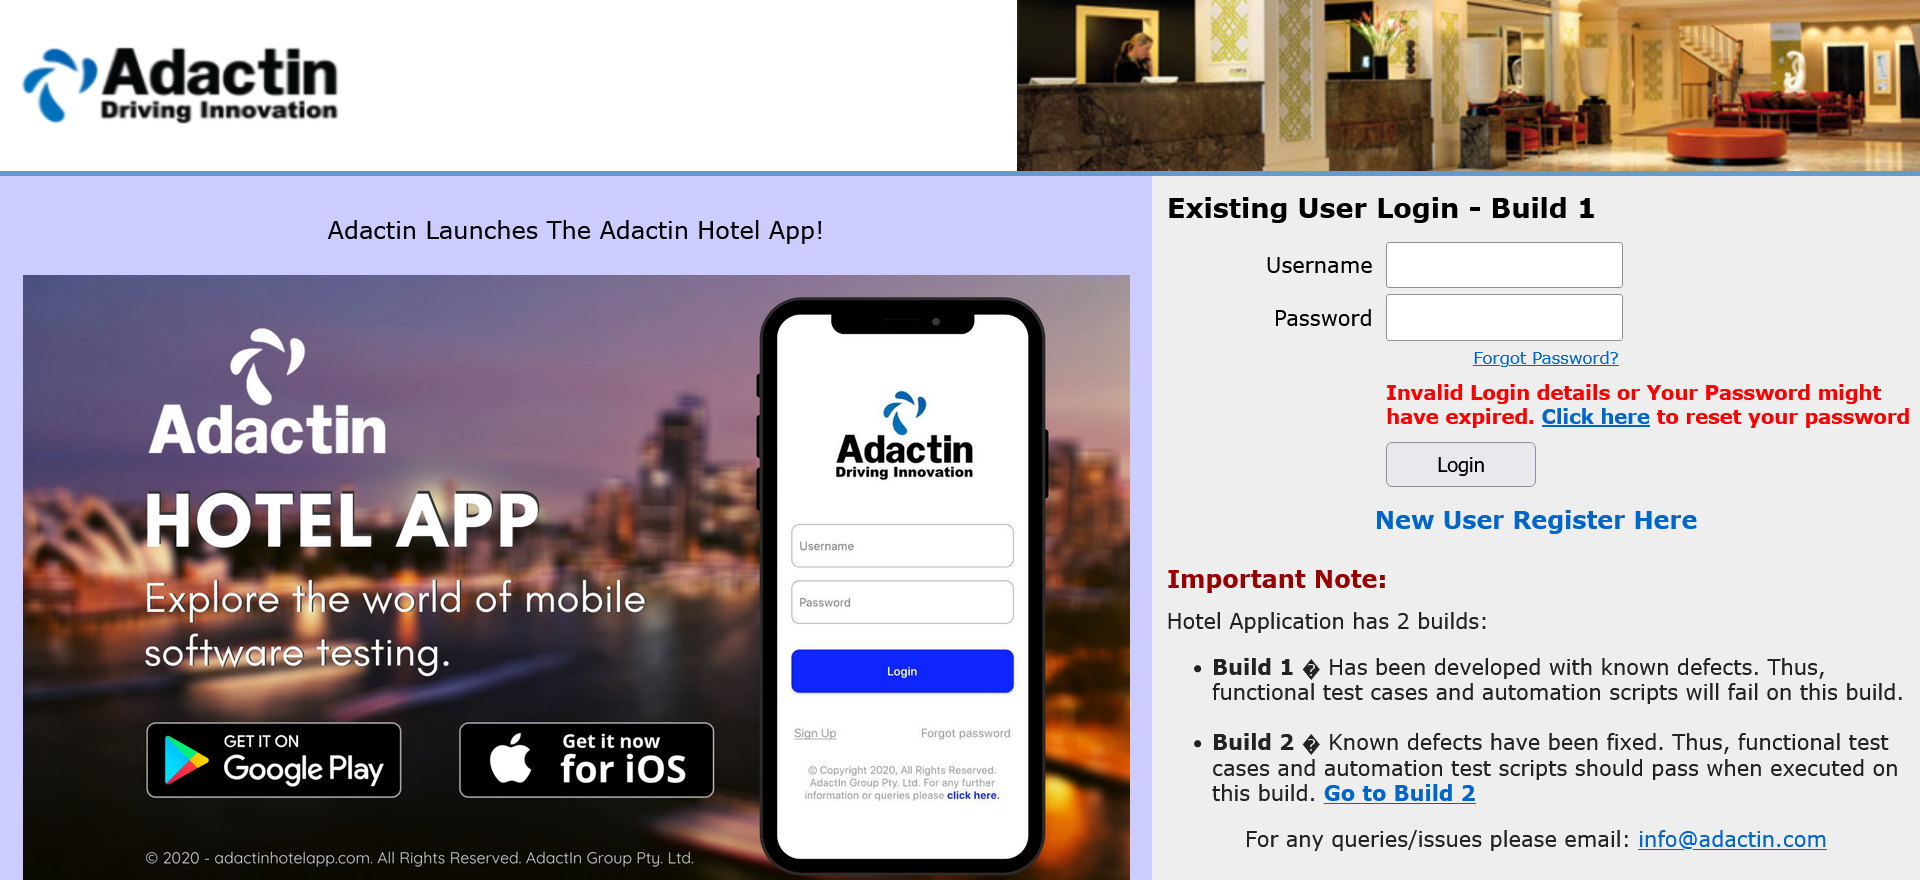 Adactin
Driving Innovation
Adactin Launches The Adactin Hotel App!
Adactin
HOTEL APP
Explore the world of mobile
software testing.
GET IT ON
Google Play
Get it now
for iOS
© 2020 - adactinhotelapp.com. All Rights Reserved. AdactIn Group Pty. Ltd.
Adactin
Driving Innovation
Username
Password
Login
Sign Up
Forgot password
© Copyright 2020, All Rights Reserved.
AdactIn Group Pty. Ltd. For any further
information or queries please click here.
Existing User Login - Build 1
Username
Password
Forgot Password?
Invalid Login details or Your Password might
have expired. Click here to reset your password
Login
New User Register Here
Important Note:
Hotel Application has 2 builds:
• Build 1 � Has been developed with known defects. Thus,
functional test cases and automation scripts will fail on this build.
• Build 2 � Known defects have been fixed. Thus, functional test
cases and automation test scripts should pass when executed on
this build. Go to Build 2
For any queries/issues please email: info@adactin.com